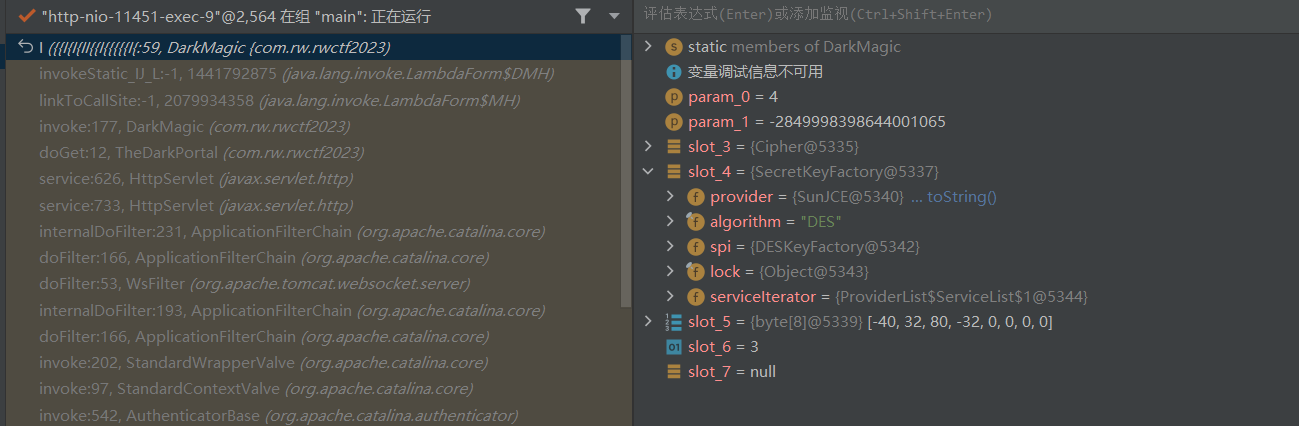 "http-nio-11451-exec-9"@2,564 在组 "main": 正在运行
invokeStatic_IJ_L:-1, 1441792875 (java.lang.invoke.LambdaForm$DMH)
linkToCallSite:-1, 2079934358 (java.lang.invoke.LambdaForm$MH)
invoke:177, DarkMagic (com.rw.rwctf2023)
doGet:12, TheDarkPortal (com.rw.rwctf2023)
service:626, HttpServlet (javax.servlet.http)
service:733, HttpServlet (javax.servlet.http)
internalDoFilter:231, ApplicationFilterChain (org.apache.catalina.core)
doFilter:166, ApplicationFilterChain (org.apache.catalina.core)
doFilter:53, WsFilter (org.apache.tomcat.websocket.server)
internalDoFilter:193, ApplicationFilterChain (org.apache.catalina.core)
doFilter:166, ApplicationFilterChain (org.apache.catalina.core)
invoke:202, StandardWrapperValve (org.apache.catalina.core)
invoke:97, StandardContextValve (org.apache.catalina.core)
invoke:542, AuthenticatorBase (org.apache.catalina.authenticator)
评估表达式(Enter)或添加监视(Ctrl+Shift+Enter)
static members of DarkMagic
变量调试信息不可用
param_0 = 4
param_1 = -2849998398644001065
slot_3 = {Cipher@5335}
slot_4 = {SecretKeyFactory@5337}
provider = {SunJCE@5340} ... toString()
algorithm = "DES"
spi = {DESKeyFactory@5342}
lock = {Object@5343}
serviceIterator = {ProviderList$ServiceList$1@5344}
slot_5 = {byte[8]@5339} [-40, 32, 80, -32, 0, 0, 0, 0]
slot_6 = 3
slot_7 = null